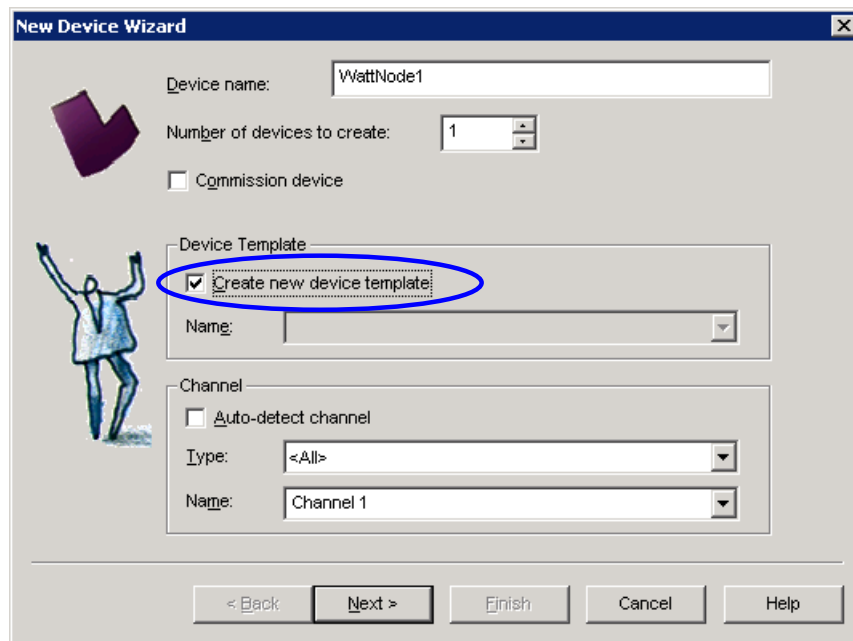 New Device Wizard
Device name: WattNode1
Number of devices to create: 1
Commission device
Device Template
Create new device template
Name:
Channel
Auto-detect channel
Type: <All>
Name: Channel 1
< Back Next > Finish Cancel Help